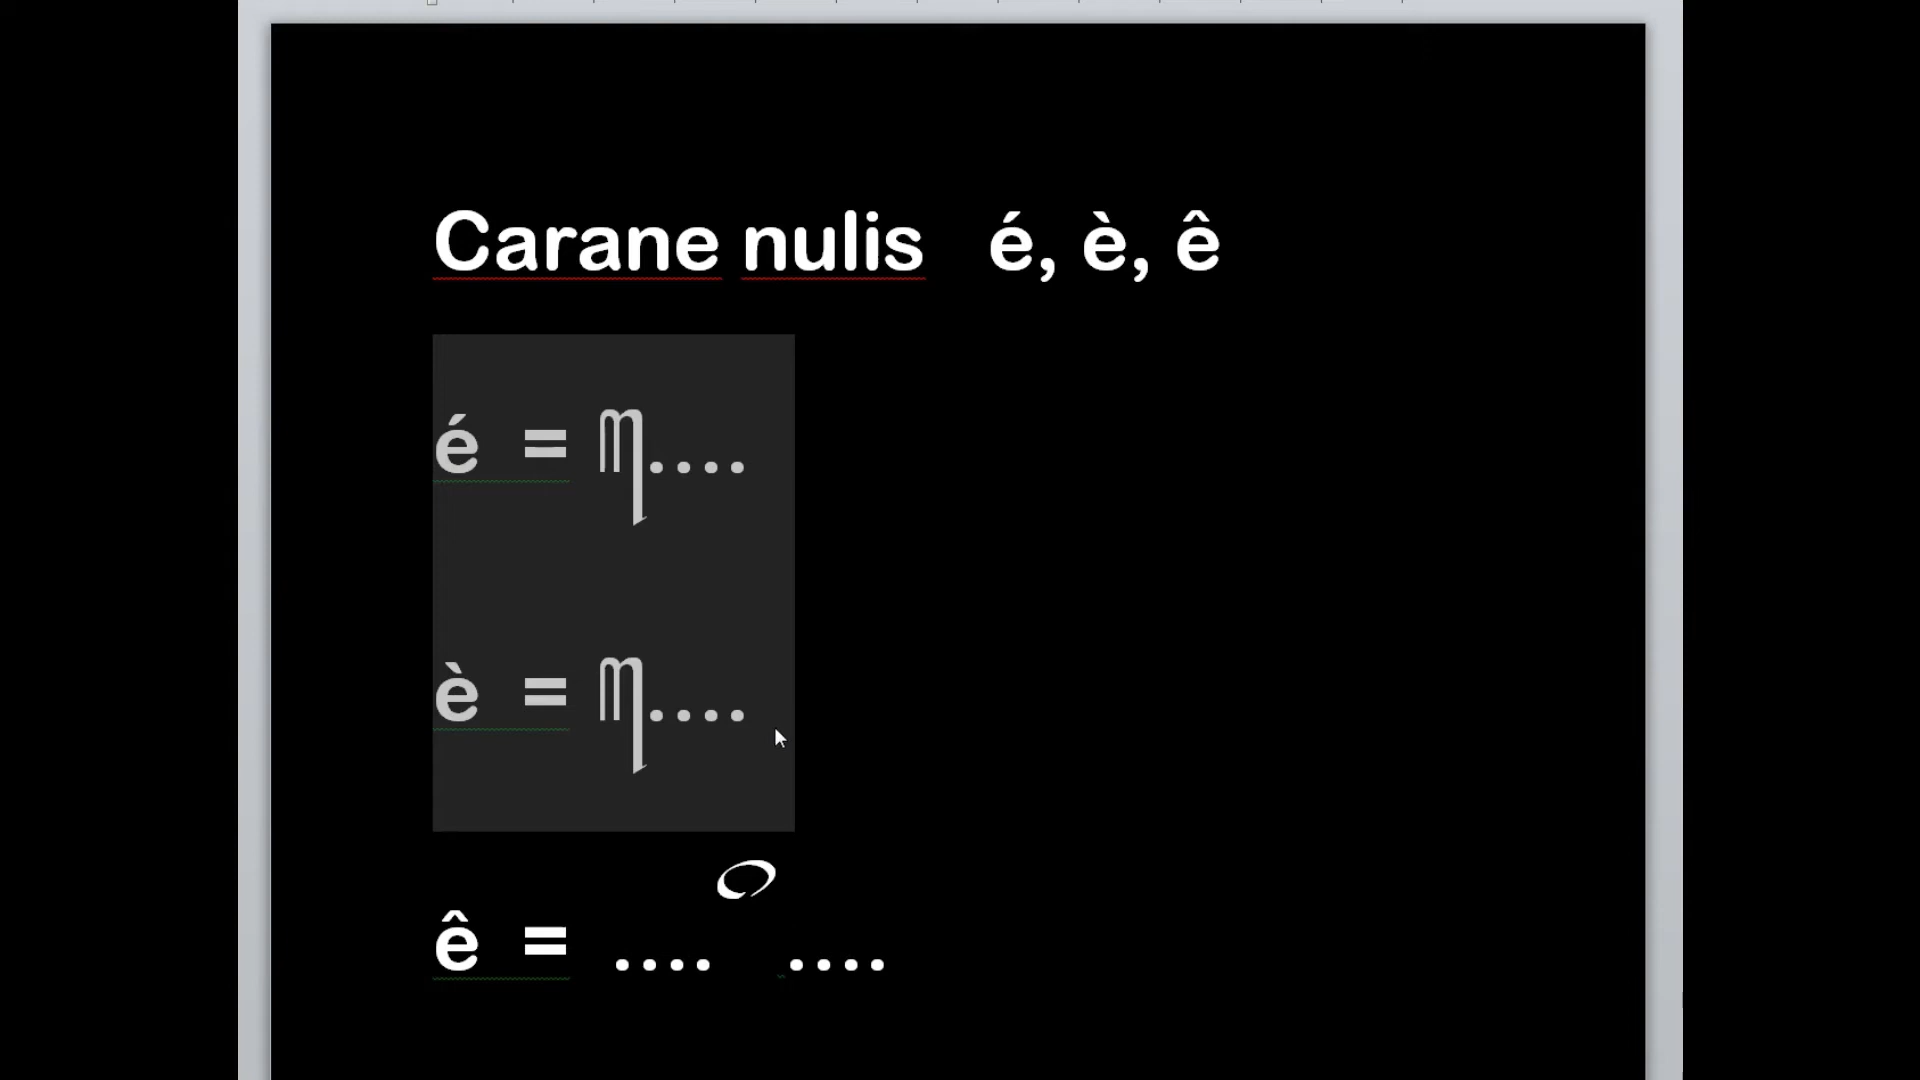 Carane nulis é, è, ê
é = ꦺ....
è = ꦺ....
ê = .... ꦼ ....